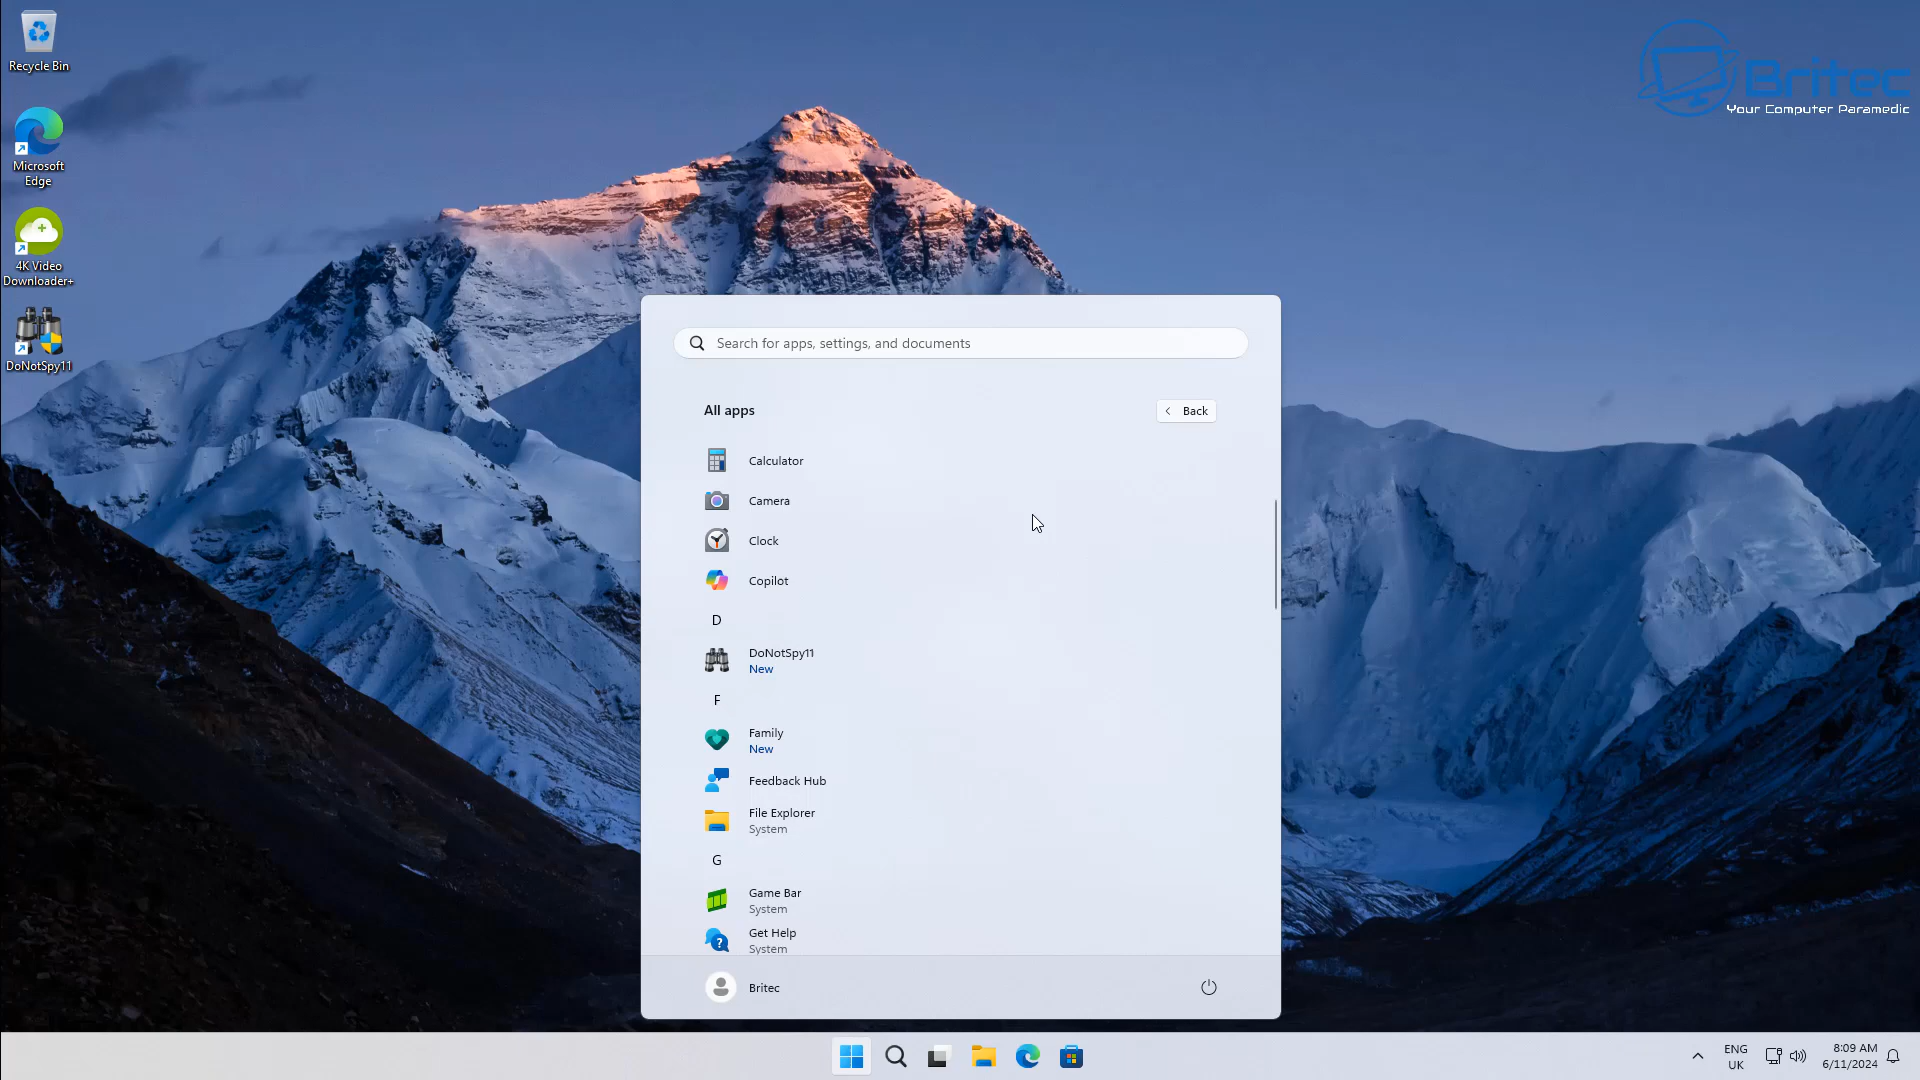 Recycle Bin
Microsoft
Edge
4K Video
Downloader+
DoNotSpy11
Britec
Your Computer Paramedic
Search for apps, settings, and documents
All apps
Back
Calculator
Camera
Clock
Copilot
D
DoNotSpy11
New
F
Family
New
Feedback Hub
File Explorer
System
G
Game Bar
System
Get Help
System
Britec
ENG
UK
8:09 AM
6/11/2024